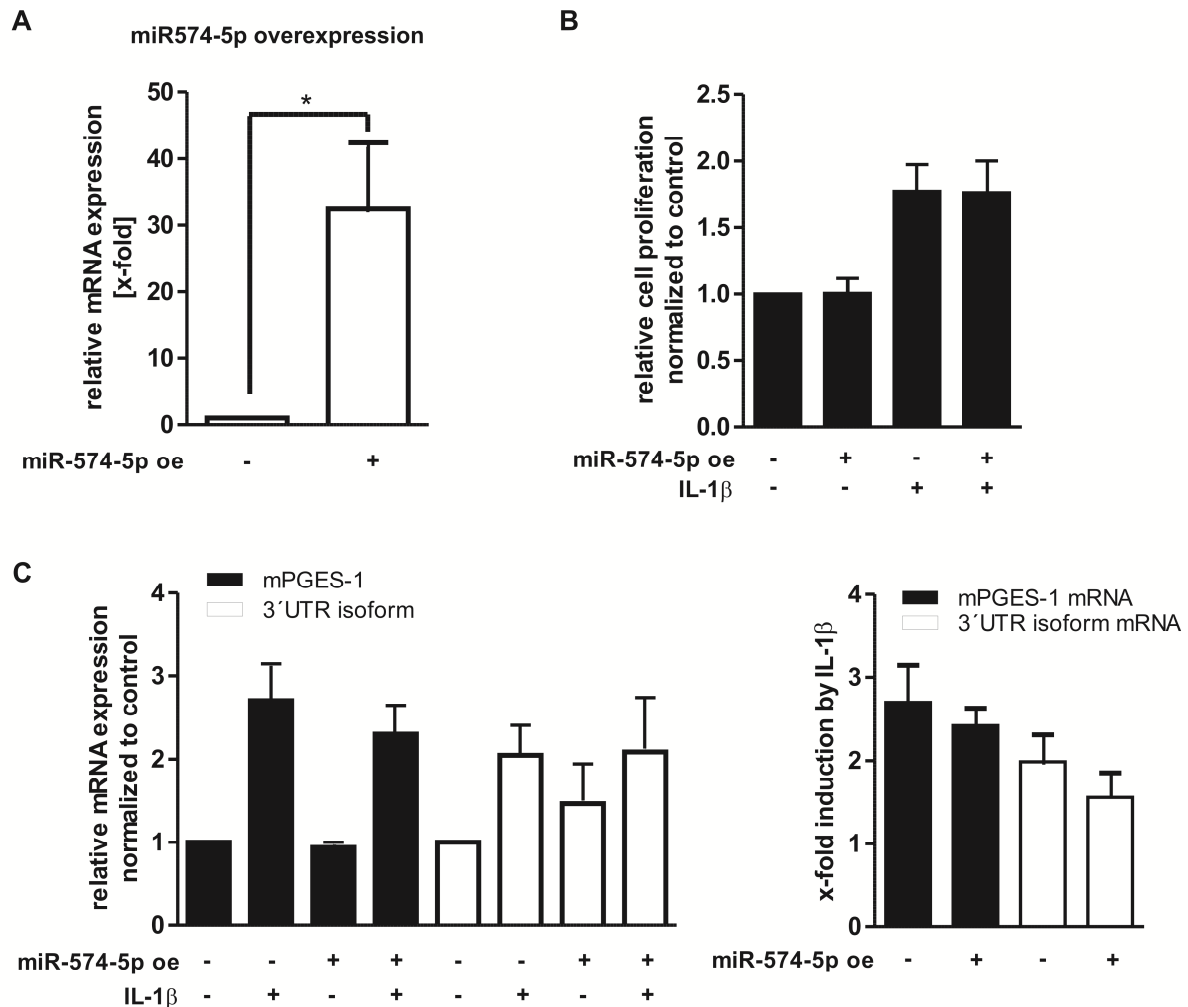 A
miR574-5p overexpression
relative mRNA expression
[x-fold]
50
40
30
20
10
0
*
miR-574-5p oe - +
B
relative cell proliferation
normalized to control
2.5
2.0
1.5
1.0
0.5
0.0
miR-574-5p oe - + - +
IL-1β - - + +
C
mPGES-1
3´UTR isoform
relative mRNA expression
normalized to control
4
3
2
1
0
miR-574-5p oe - - + + - - + +
IL-1β - + - + - + - +
mPGES-1 mRNA
3´UTR isoform mRNA
x-fold induction by IL-1β
4
3
2
1
0
miR-574-5p oe - + - +